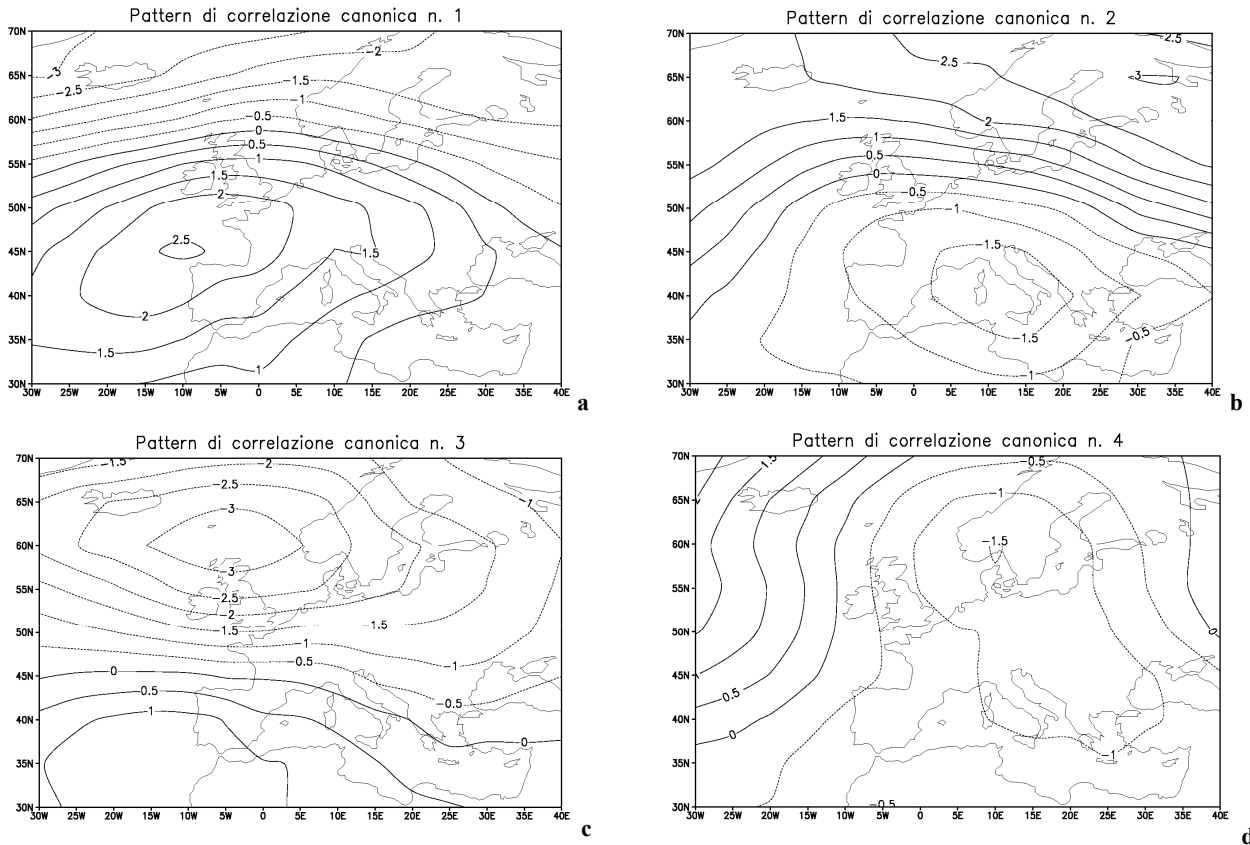 Pattern di correlazione canonica n. 1
70N
65N
60N
55N
50N
45N
40N
35N
30N
30W 25W 20W 15W 10W 5W 0 5E 10E 15E 20E 25E 30E 35E 40E
-3
-2.5
-2
-1.5
-1
-0.5
0
0.5
1
1.5
2
2.5
1.5
2
1.5
1
a
Pattern di correlazione canonica n. 2
70N
65N
60N
55N
50N
45N
40N
35N
30N
30W 25W 20W 15W 10W 5W 0 5E 10E 15E 20E 25E 30E 35E 40E
2.5
2.5
3
1.5
2
1
0.5
0
-0.5
-1
-1.5
-1.5
-0.5
-1
b
Pattern di correlazione canonica n. 3
70N
65N
60N
55N
50N
45N
40N
35N
30N
30W 25W 20W 15W 10W 5W 0 5E 10E 15E 20E 25E 30E 35E 40E
-1.5
-2
-2.5
-3
-1
-3
-2.5
-2
-1.5
-1.5
-1
-1
-0.5
0
0.5
-0.5
1
0
c
Pattern di correlazione canonica n. 4
70N
65N
60N
55N
50N
45N
40N
35N
30N
30W 25W 20W 15W 10W 5W 0 5E 10E 15E 20E 25E 30E 35E 40E
1.5
-0.5
-1
-1.5
0
0.5
0
-1
-0.5
d